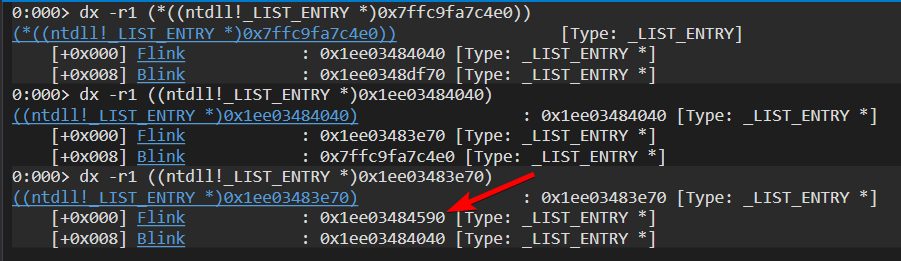 0:000> dx -r1 (*((ntdll!_LIST_ENTRY *)0x7ffc9fa7c4e0))
(*((ntdll!_LIST_ENTRY *)0x7ffc9fa7c4e0)) [Type: _LIST_ENTRY]
[+0x000] Flink : 0x1ee03484040 [Type: _LIST_ENTRY *]
[+0x008] Blink : 0x1ee0348df70 [Type: _LIST_ENTRY *]
0:000> dx -r1 ((ntdll!_LIST_ENTRY *)0x1ee03484040)
((ntdll!_LIST_ENTRY *)0x1ee03484040) : 0x1ee03484040 [Type: _LIST_ENTRY *]
[+0x000] Flink : 0x1ee03483e70 [Type: _LIST_ENTRY *]
[+0x008] Blink : 0x7ffc9fa7c4e0 [Type: _LIST_ENTRY *]
0:000> dx -r1 ((ntdll!_LIST_ENTRY *)0x1ee03483e70)
((ntdll!_LIST_ENTRY *)0x1ee03483e70) : 0x1ee03483e70 [Type: _LIST_ENTRY *]
[+0x000] Flink : 0x1ee03484590 [Type: _LIST_ENTRY *]
[+0x008] Blink : 0x1ee03484040 [Type: _LIST_ENTRY *]